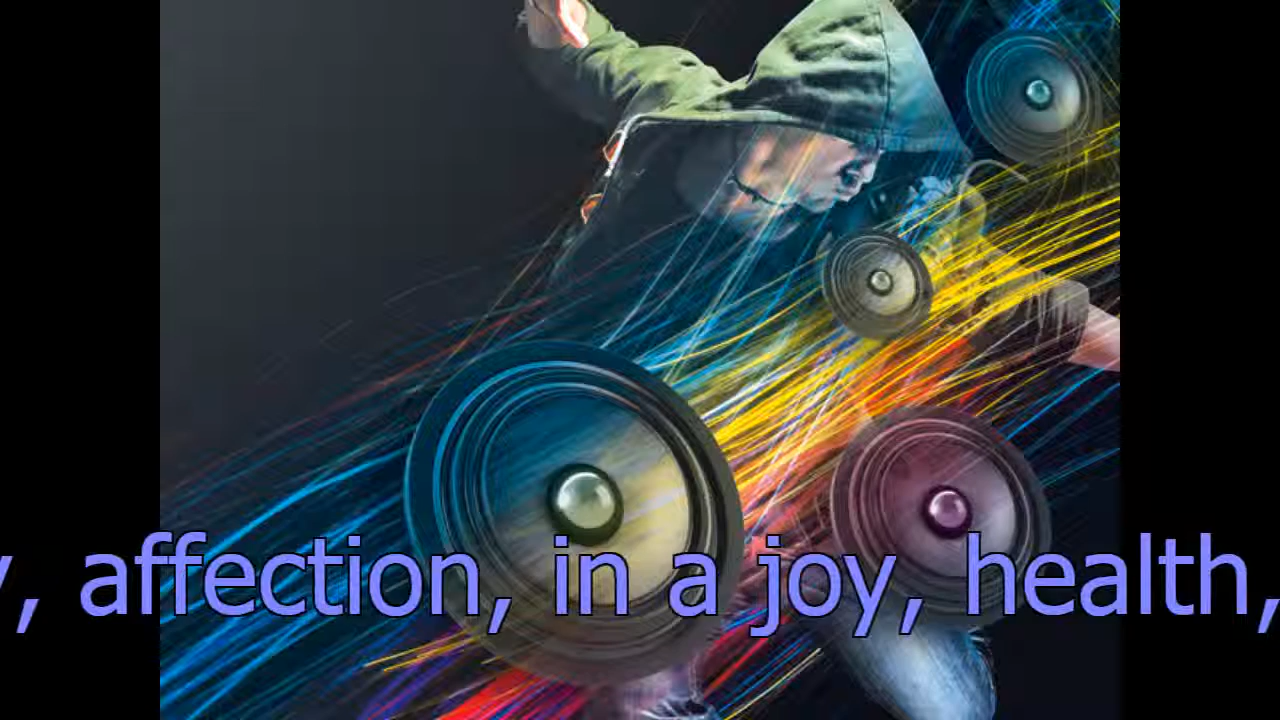 , affection, in a joy, health,